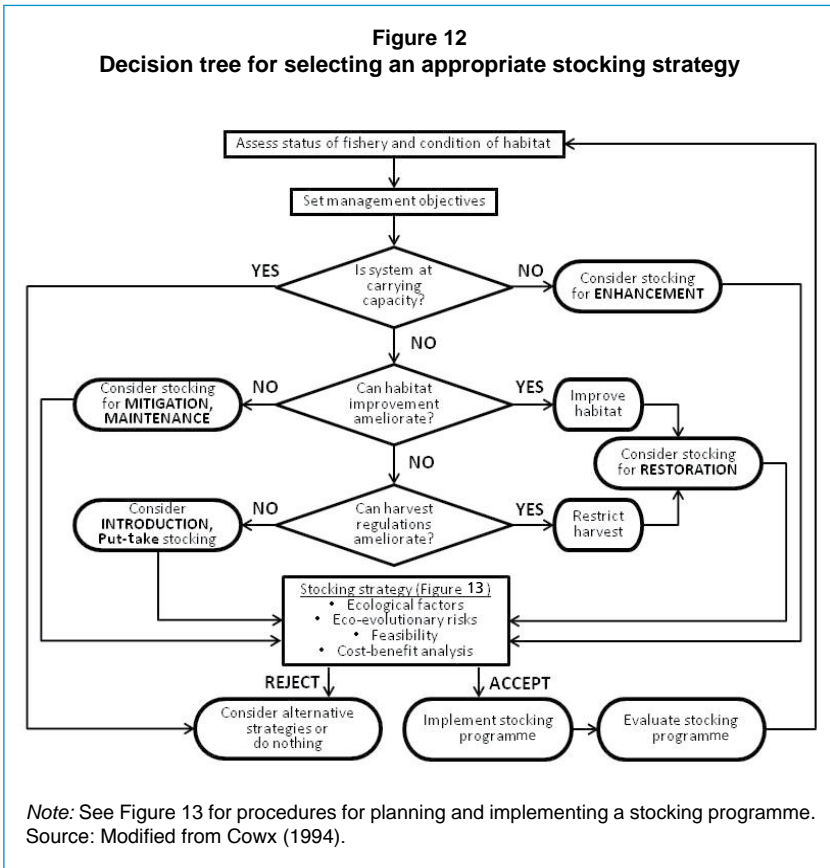 Figure 12
Decision tree for selecting an appropriate stocking strategy
Assess status of fishery and condition of habitat
Set management objectives
YES
Is system at
carrying
capacity?
NO
Consider stocking
for ENHANCEMENT
NO
Consider stocking
for MITIGATION,
MAINTENANCE
NO
Can habitat
improvement
ameliorate?
YES
Improve
habitat
Consider stocking
for RESTORATION
NO
Consider
INTRODUCTION,
Put-take stocking
NO
Can harvest
regulations
ameliorate?
YES
Restrict
harvest
Stocking strategy (Figure 13)
• Ecological factors
• Eco-evolutionary risks
• Feasibility
• Cost-benefit analysis
REJECT
ACCEPT
Consider alternative
strategies or
do nothing
Implement stocking
programme
Evaluate stocking
programme
Note: See Figure 13 for procedures for planning and implementing a stocking programme.
Source: Modified from Cowx (1994).